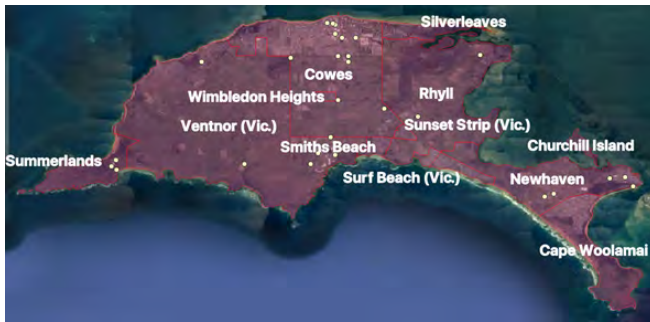 Silverleaves
Cowes
Rhyll
Wimbledon Heights
Ventnor (Vic.)
Sunset Strip (Vic.)
Smiths Beach
Churchill Island
Summerlands
Surf Beach (Vic.)
Newhaven
Cape Woolamai